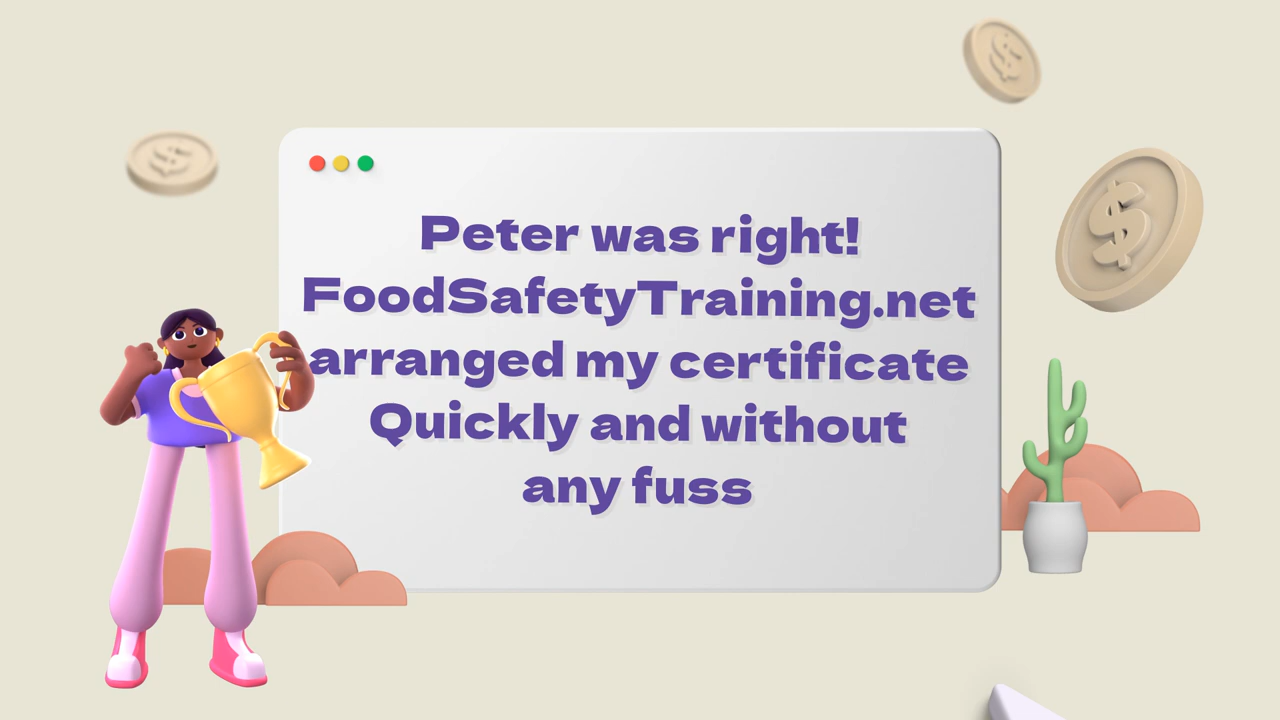 Peter was right!
FoodSafetyTraining.net
arranged my certificate
Quickly and without
any fuss